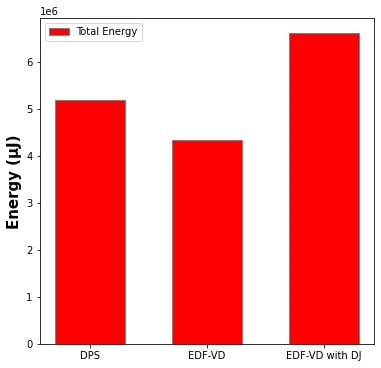 1e6
Total Energy
Energy (µJ)
6
5
4
3
2
1
0
DPS
EDF-VD
EDF-VD with DJ